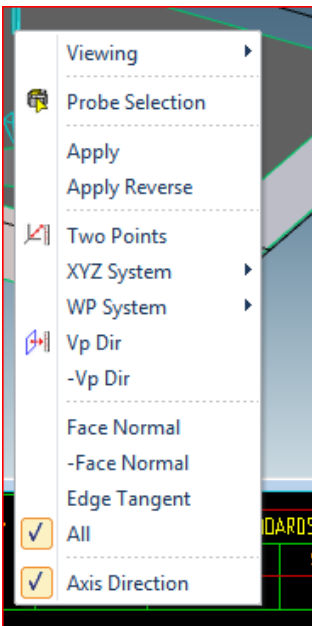 Viewing
Probe Selection
Apply
Apply Reverse
Two Points
XYZ System
WP System
Vp Dir
-Vp Dir
Face Normal
-Face Normal
Edge Tangent
All
Axis Direction